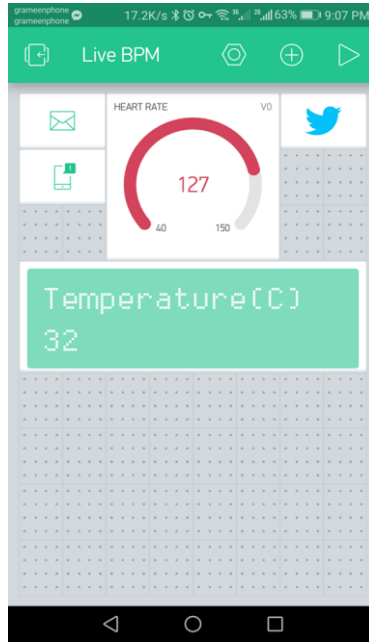 grameenphone
grameenphone
17.2K/s 63% 9:07 PM
Live BPM
HEART RATE V0
127
40 150
Temperature(C)
32